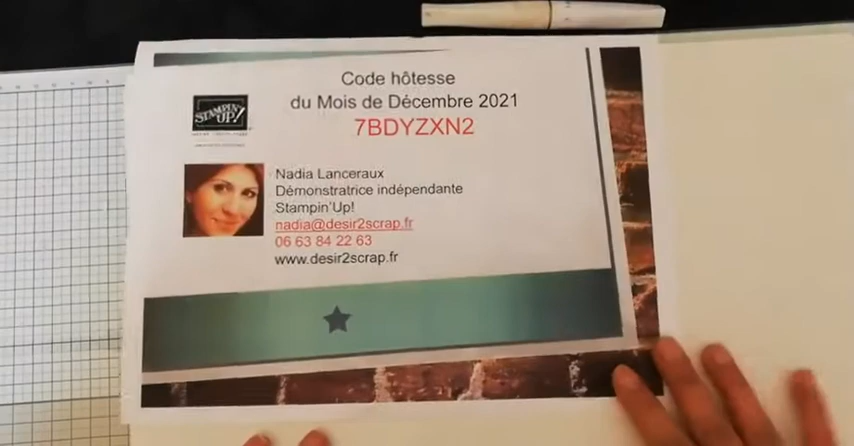 Code hôtesse
du Mois de Décembre 2021
7BDYZXN2
STAMPIN' UP!
Nadia Lanceraux
Démonstratrice indépendante
Stampin'Up!
nadia@desir2scrap.fr
06 63 84 22 63
www.desir2scrap.fr